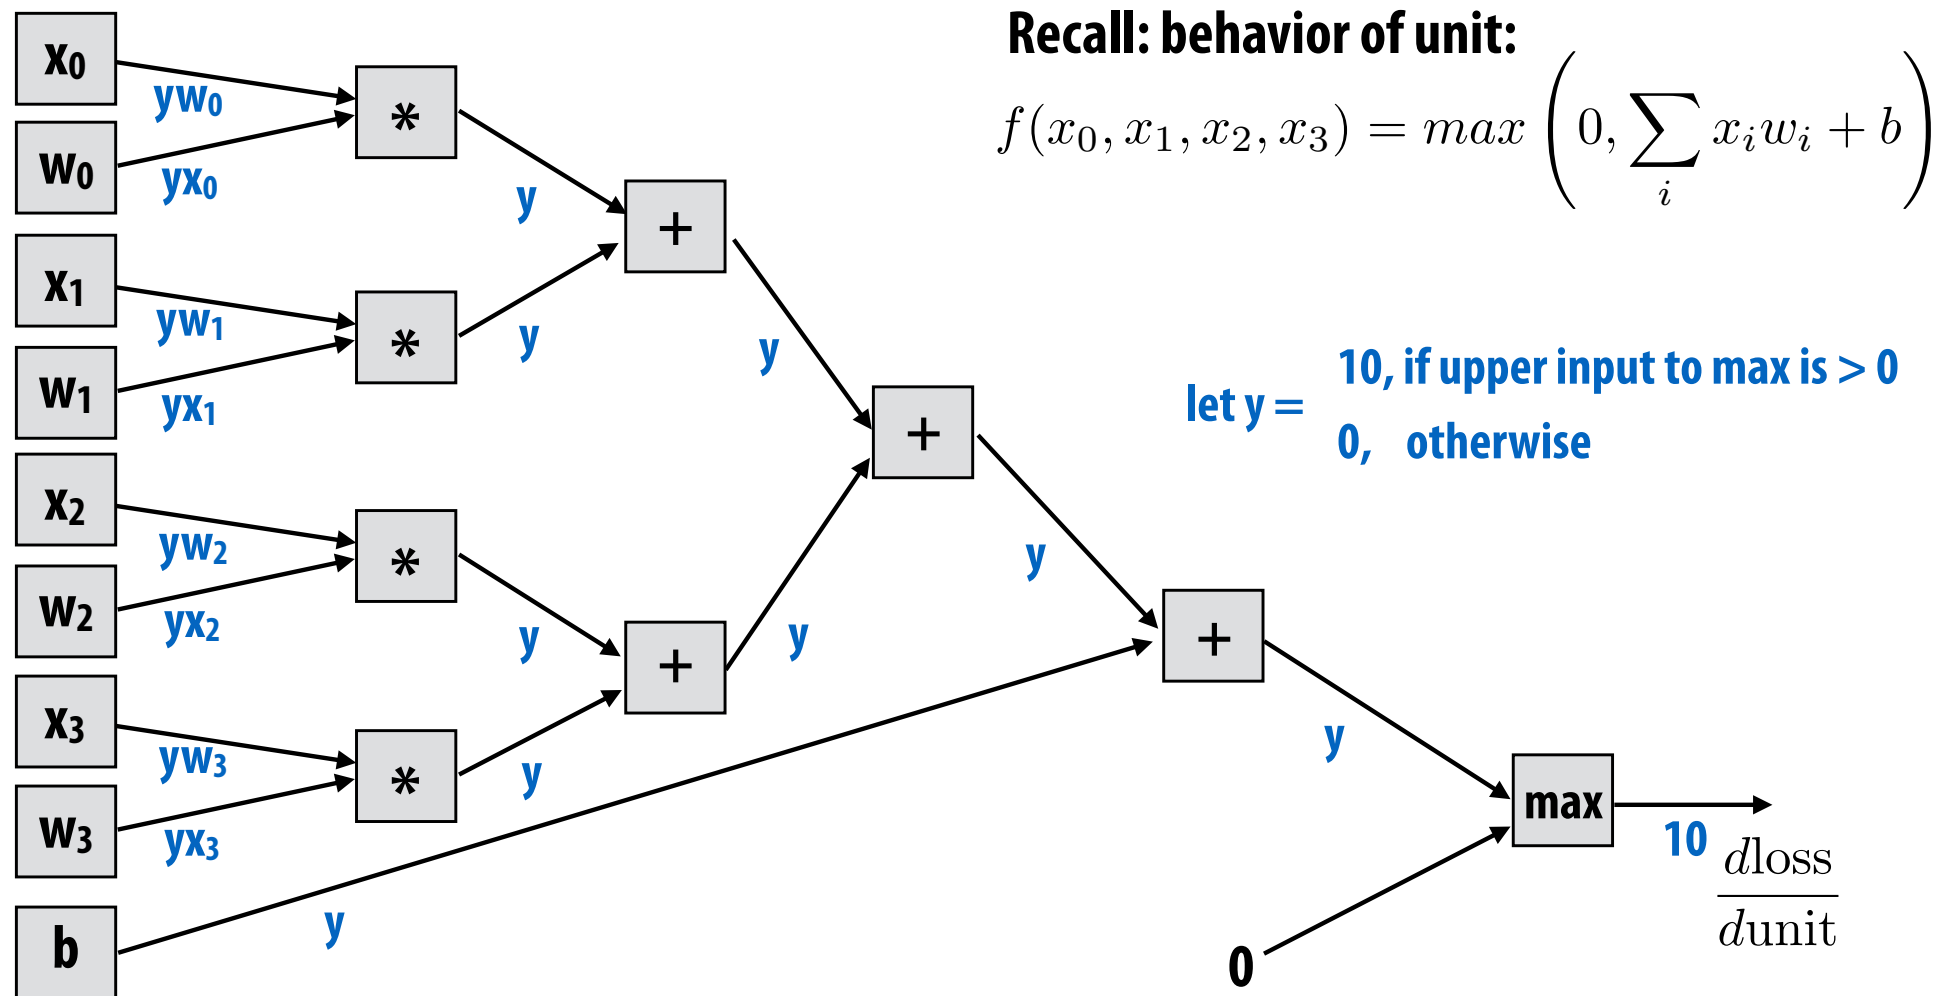 Recall: behavior of unit:
f(x₀, x₁, x₂, x₃) = max (0, ∑ᵢ xᵢwᵢ + b)
x₀
yw₀
*
w₀
yx₀
y
+
x₁
yw₁
*
y
w₁
yx₁
y
let y =
10, if upper input to max is > 0
0, otherwise
+
x₂
yw₂
*
y
w₂
yx₂
y
+
y
+
x₃
yw₃
*
y
y
w₃
yx₃
max
10
dloss
dunit
b
y
0